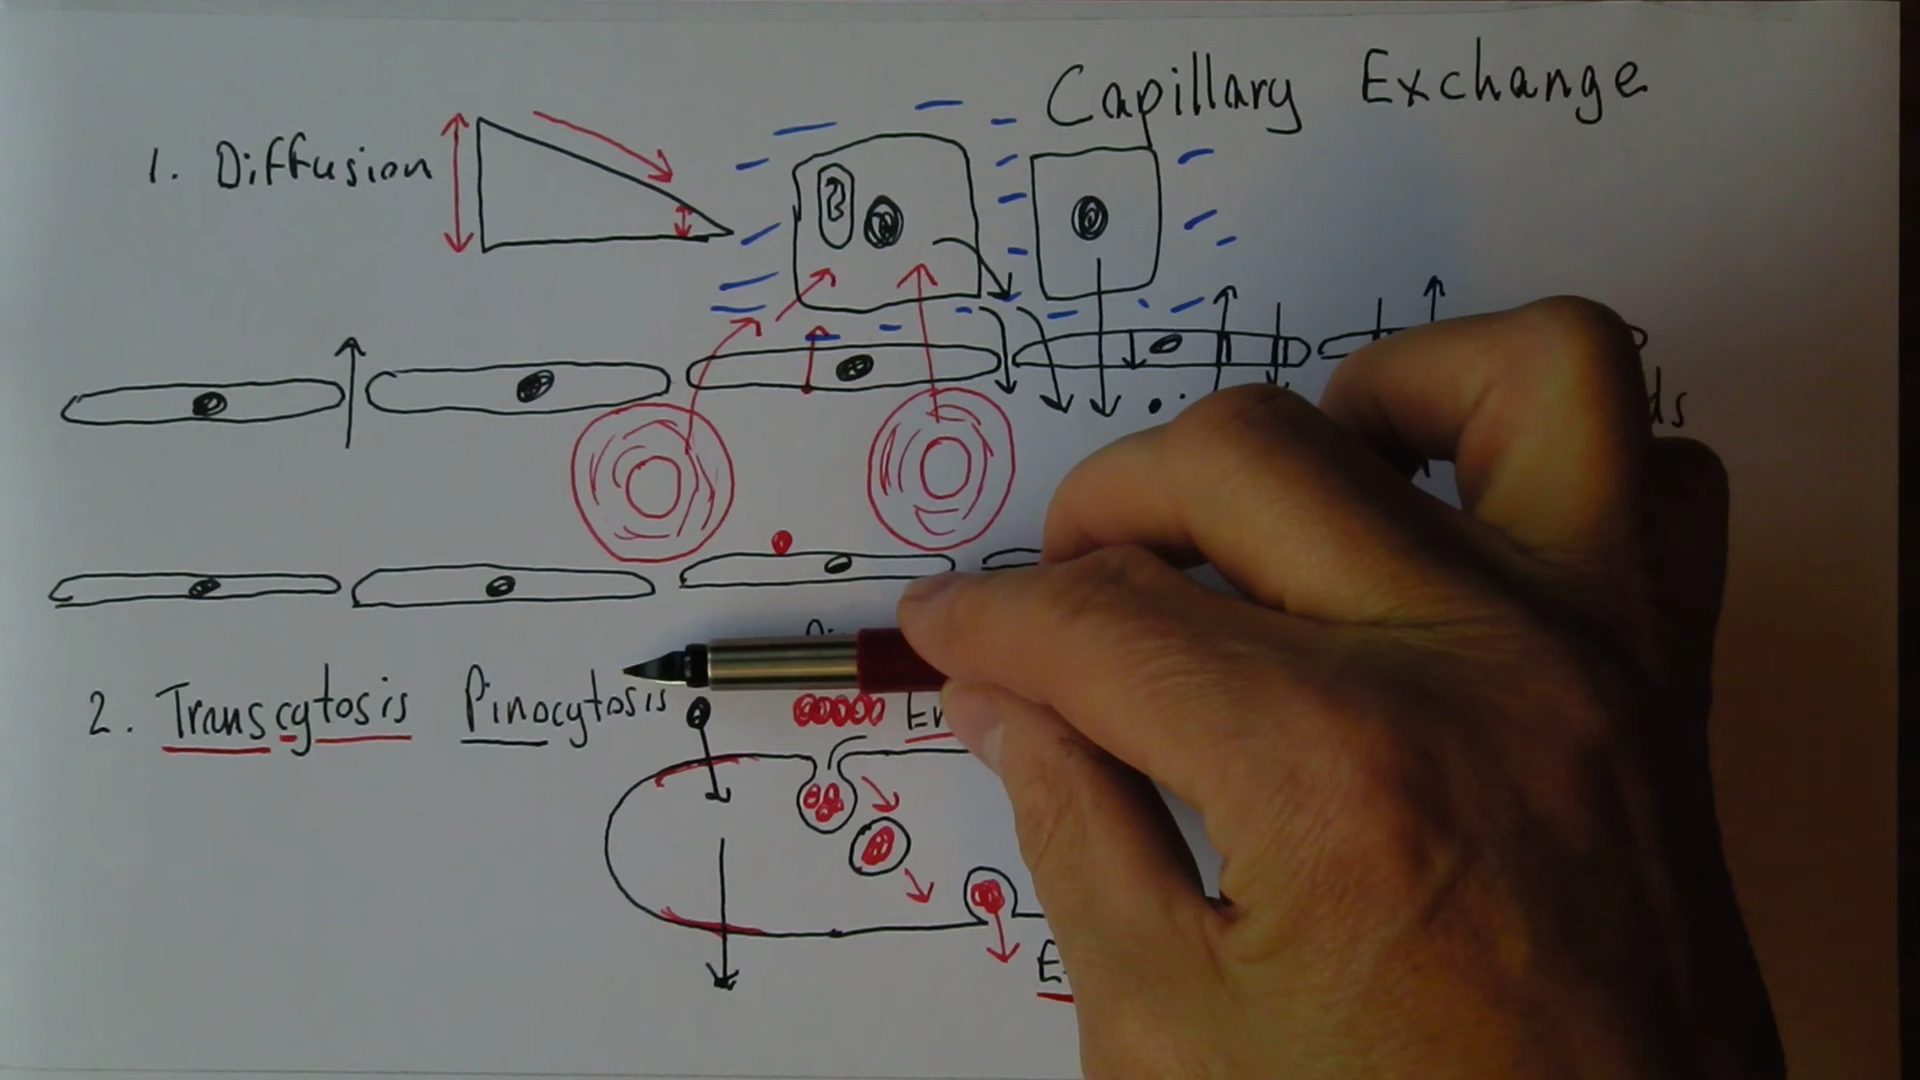 Capillary Exchange
1. Diffusion
2. Transcytosis Pinocytosis